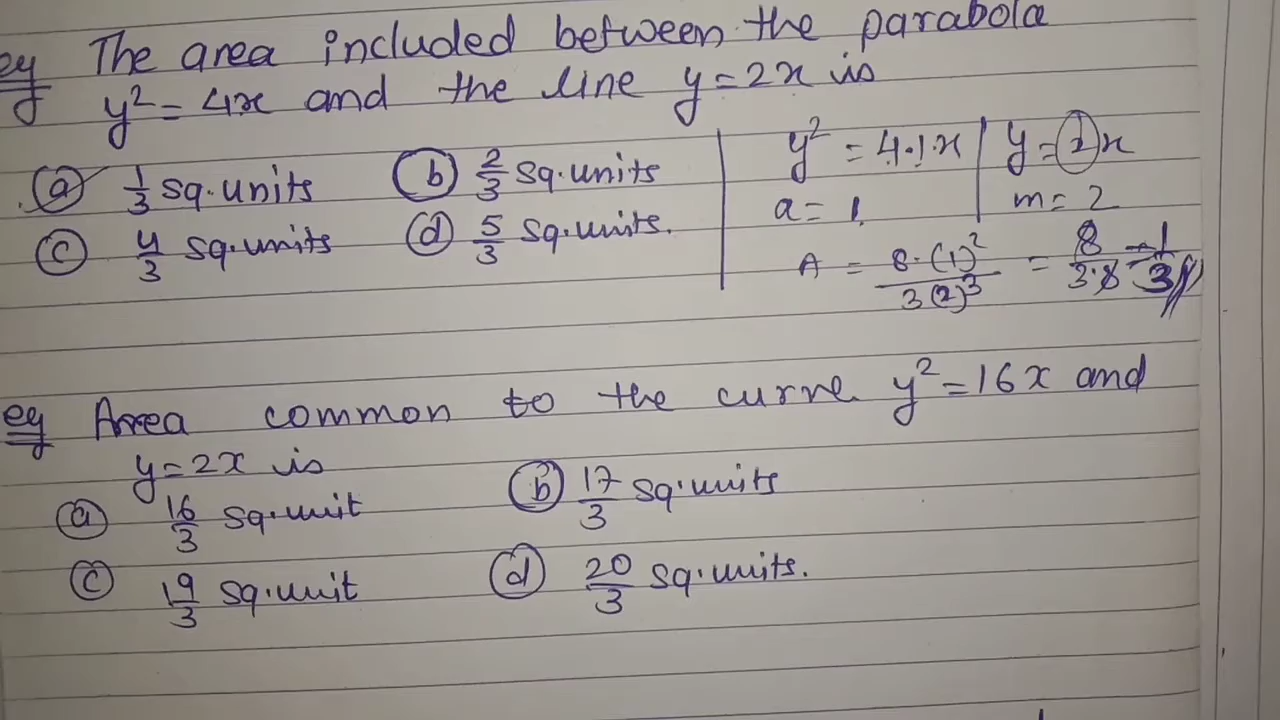 eg The area included between the parabola
y² = 4x and the line y = 2x is
(a) 1/3 sq. units (b) 2/3 sq. units
(c) 4/3 sq. units (d) 5/3 sq. units.
y² = 4·1·x | y = 2x
a = 1 | m = 2
A = 8·(1)²/3(2)³ = 8/3·8 = 1/3
eg Area common to the curve y² = 16x and
y = 2x is
(a) 16/3 sq. unit (b) 17/3 sq. units
(c) 19/3 sq. unit (d) 20/3 sq. units.